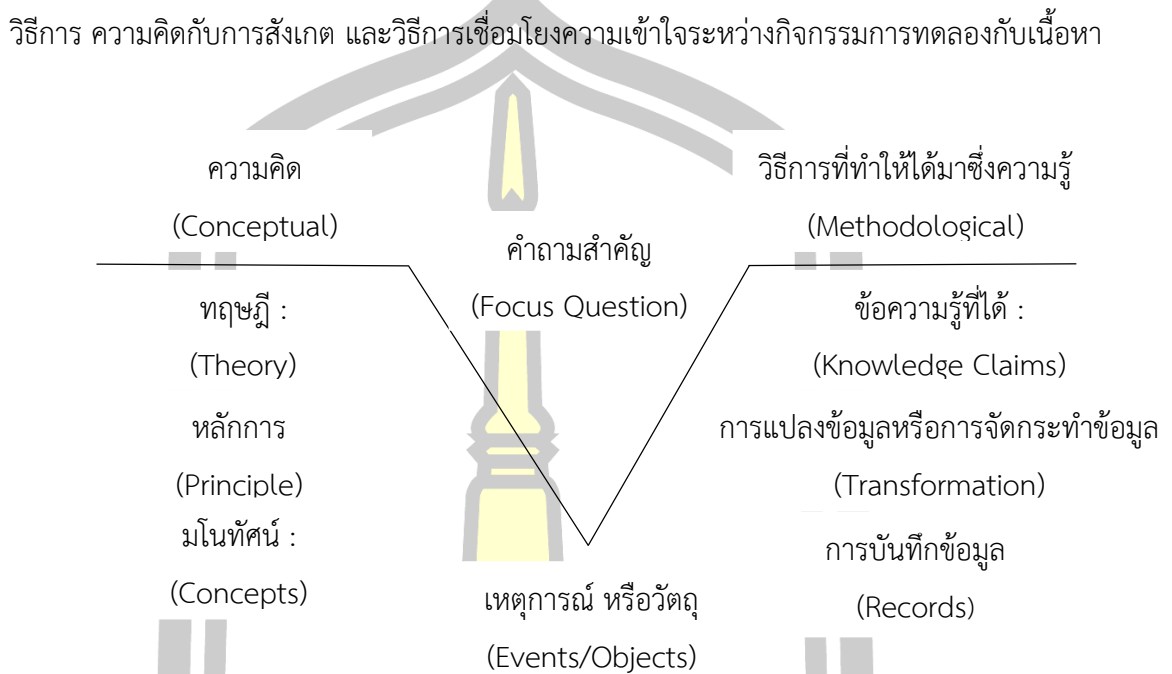 วิธีการ ความคิดกับการสังเกต และวิธีการเชื่อมโยงความเข้าใจระหว่างกิจกรรมการทดลองกับเนื้อหา
ความคิด
(Conceptual)
วิธีการที่ทำให้ได้มาซึ่งความรู้
(Methodological)
คำถามสำคัญ
(Focus Question)
ทฤษฎี :
(Theory)
หลักการ
(Principle)
มโนทัศน์ :
(Concepts)
ข้อความรู้ที่ได้ :
(Knowledge Claims)
การแปลงข้อมูลหรือการจัดกระทำข้อมูล
(Transformation)
การบันทึกข้อมูล
(Records)
เหตุการณ์ หรือวัตถุ
(Events/Objects)